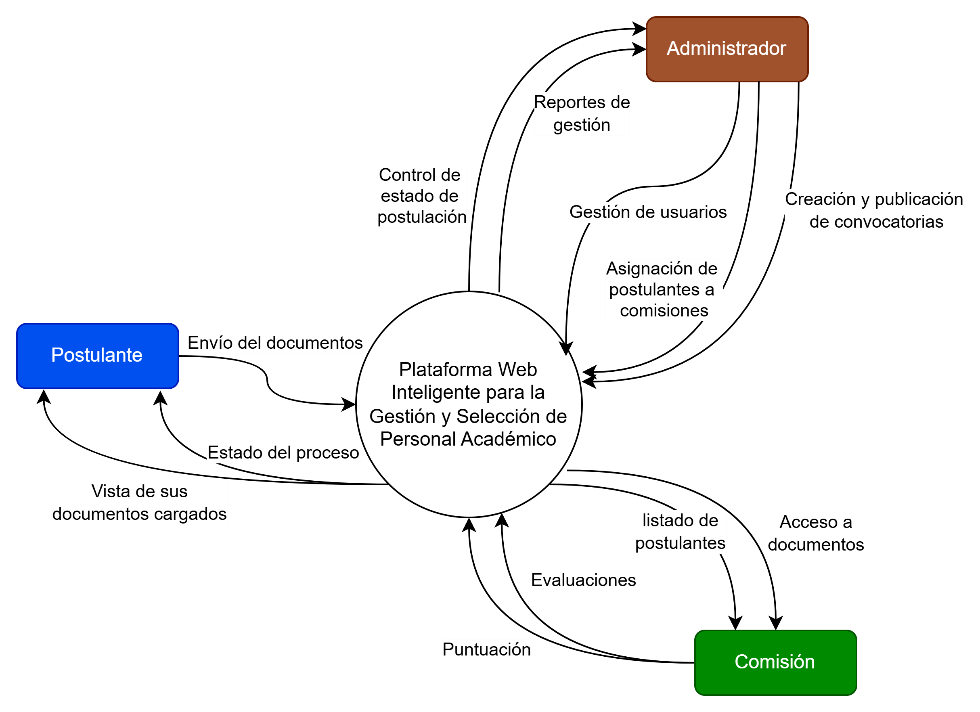 Administrador
Reportes de
gestión
Control de
estado de
postulación
Gestión de usuarios
Creación y publicación
de convocatorias
Asignación de
postulantes a
comisiones
Postulante
Envío del documentos
Plataforma Web
Inteligente para la
Gestión y Selección de
Personal Académico
Estado del proceso
Vista de sus
documentos cargados
listado de
postulantes
Acceso a
documentos
Evaluaciones
Puntuación
Comisión